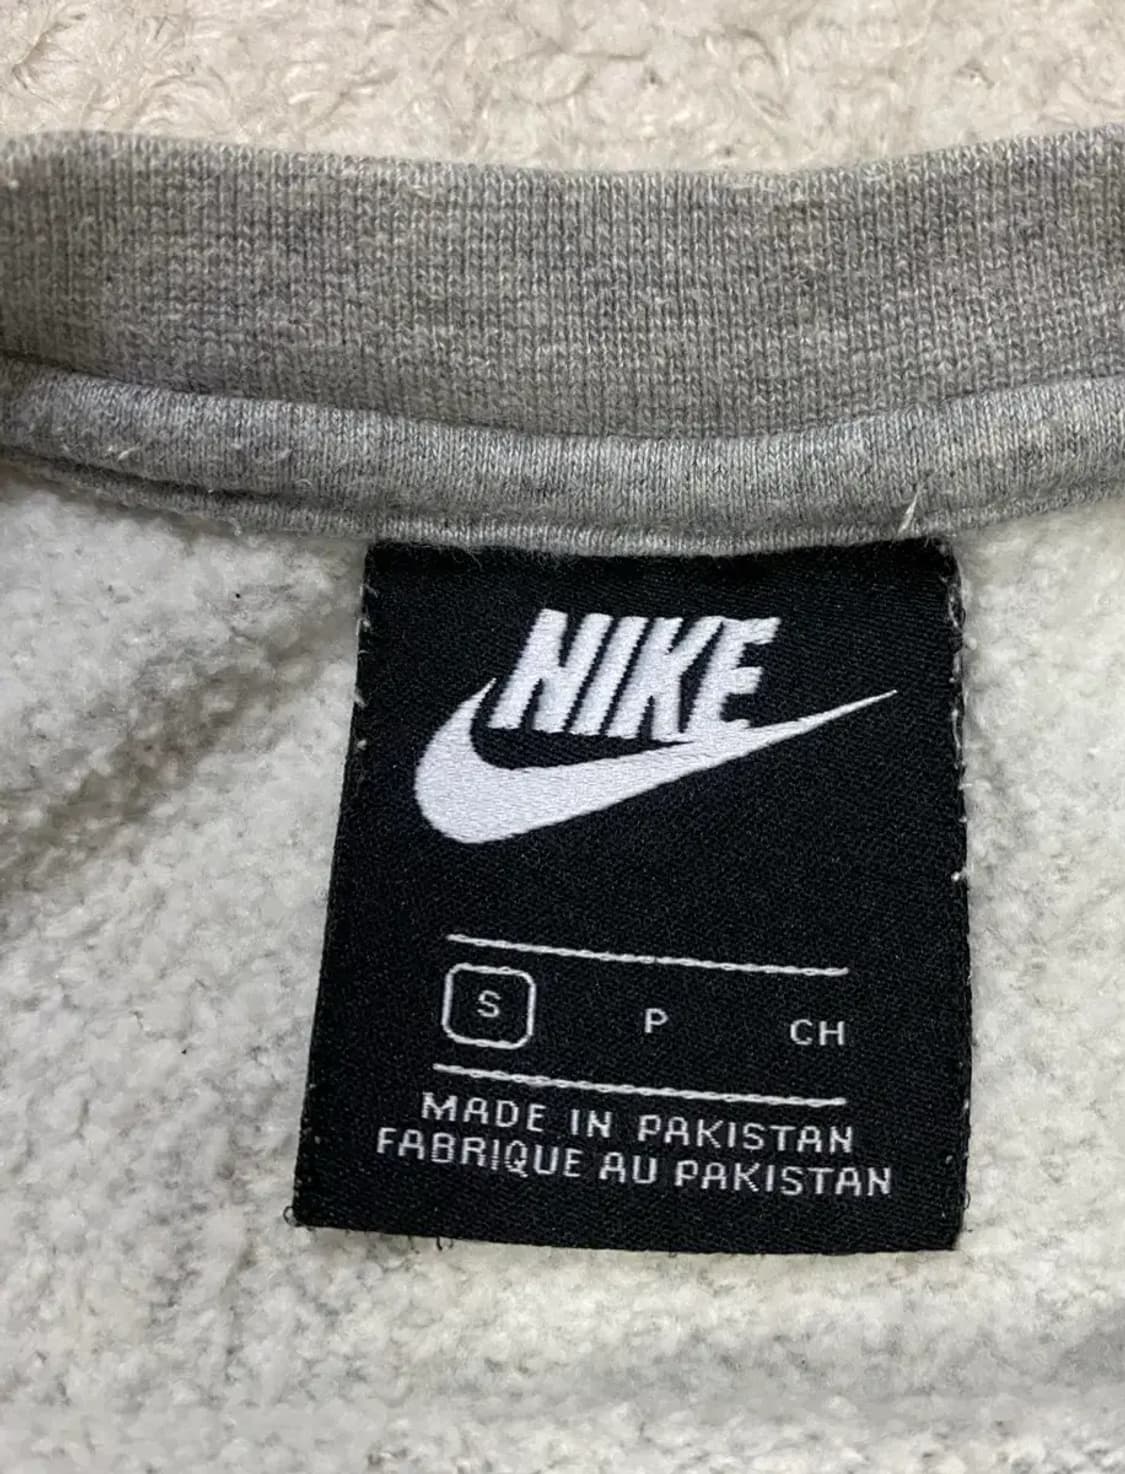 NIKE
S P CH
MADE IN PAKISTAN
FABRIQUE AU PAKISTAN